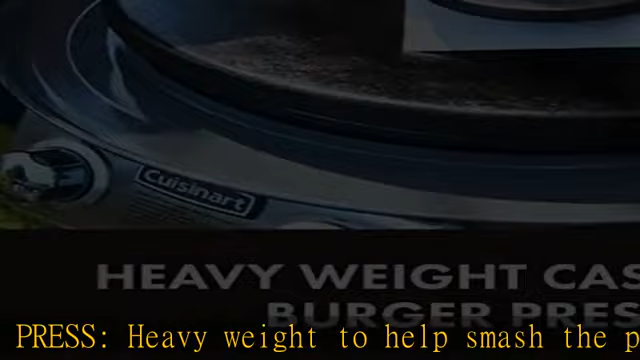 Cuisinart
HEAVY WEIGHT CAS
BURGER PRES
PRESS: Heavy weight to help smash the p